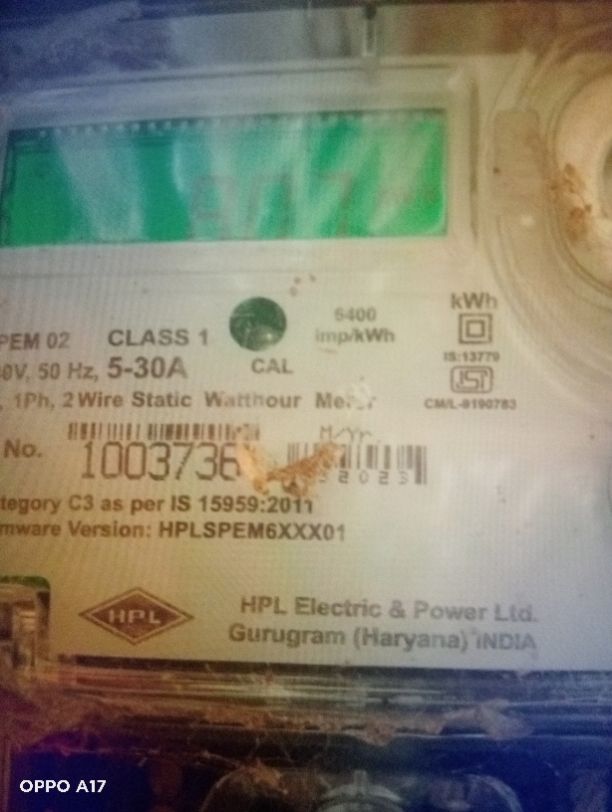 PEM 02 CLASS 1
6400
imp/kWh
kWh
0V, 50 Hz, 5-30A
CAL
IS:13779
, 1Ph, 2 Wire Static Watthour
CM/L-9190783
No. 1003736
2023
tegory C3 as per IS 15959:2011
mware Version: HPLSPEM6XXX01
HPL
HPL Electric & Power Ltd.
Gurugram (Haryana) INDIA
OPPO A17